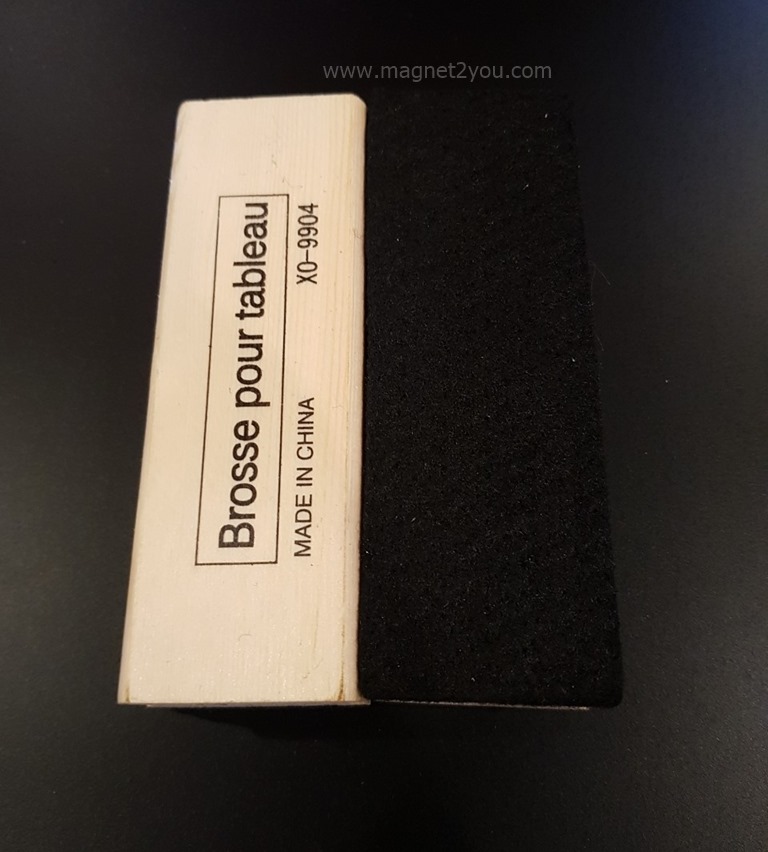 www.magnet2you.com
Brosse pour tableau
MADE IN CHINA XO-9904